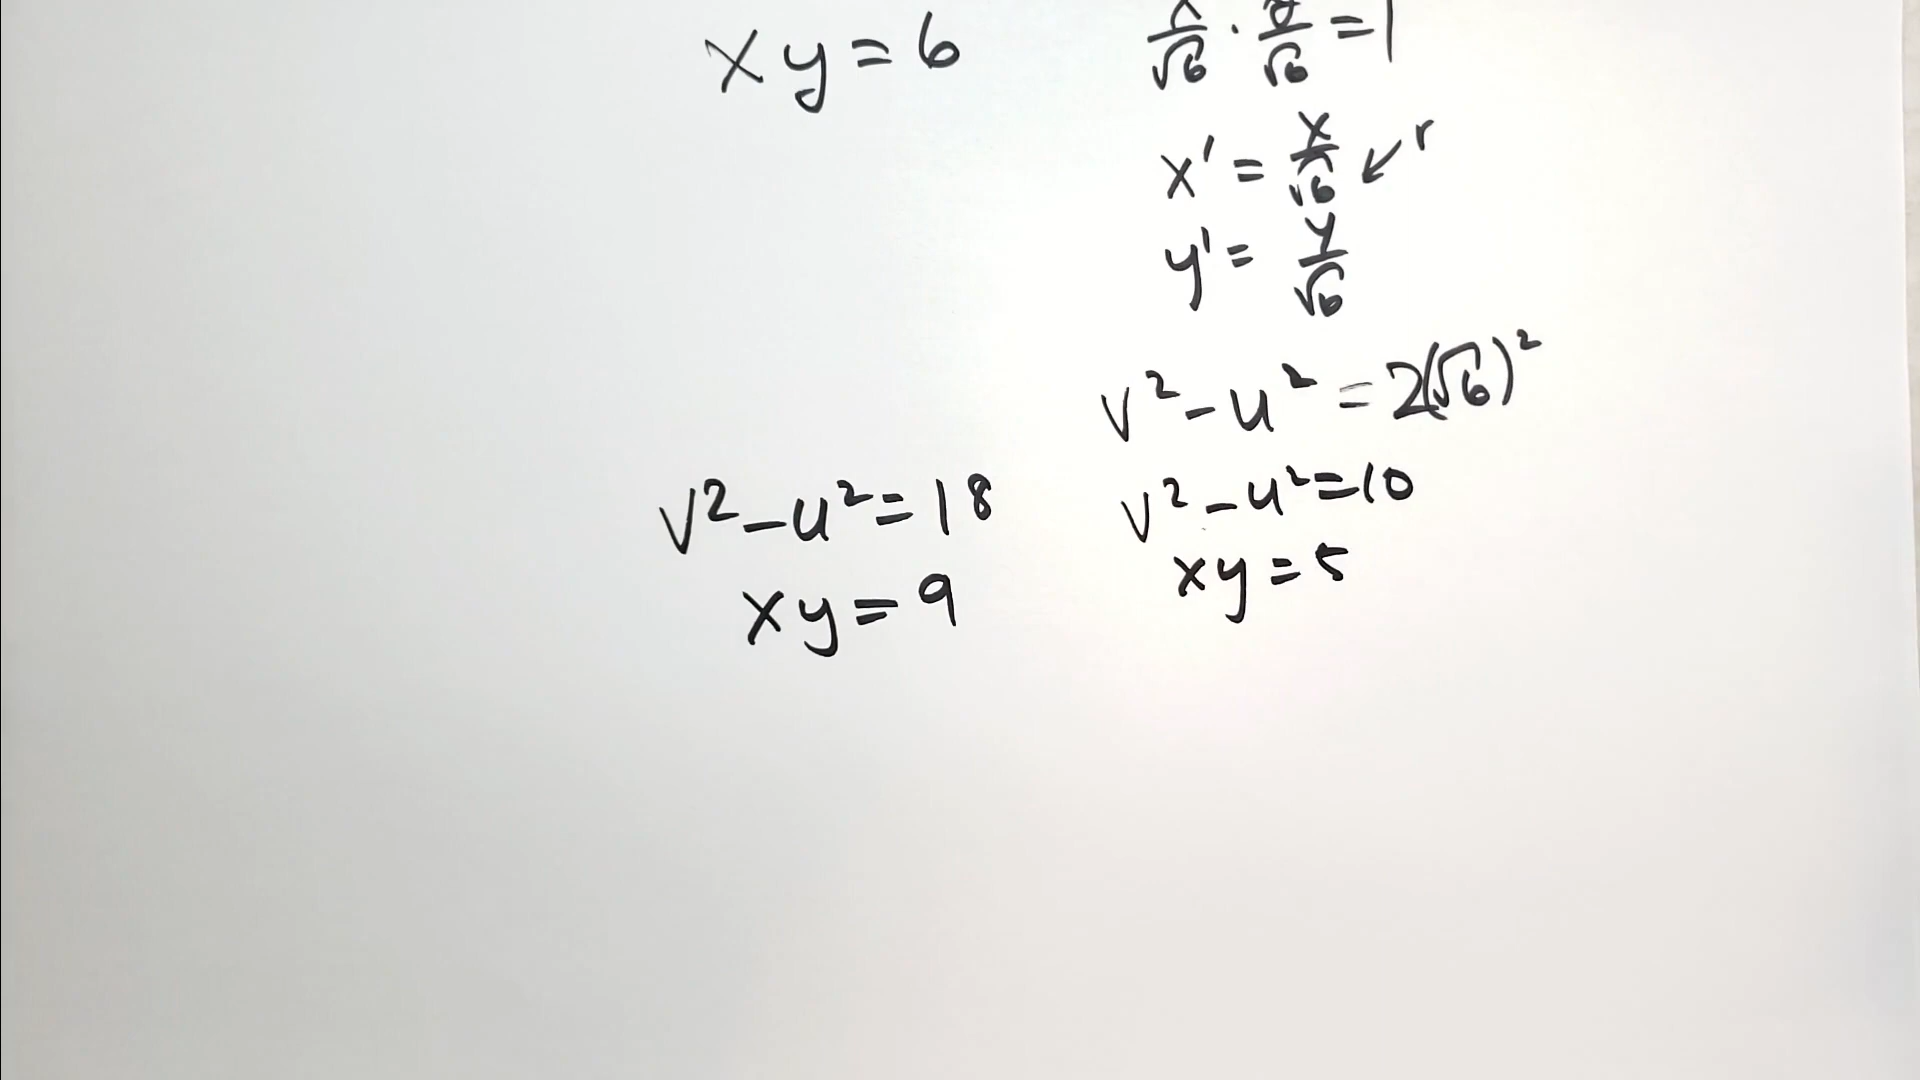 xy=6
x/√6 · y/√6 = 1
x' = x/√6 ↙ r
y' = y/√6
v² - u² = 2(√6)²
v² - u² = 18
xy = 9
v² - u² = 10
xy = 5